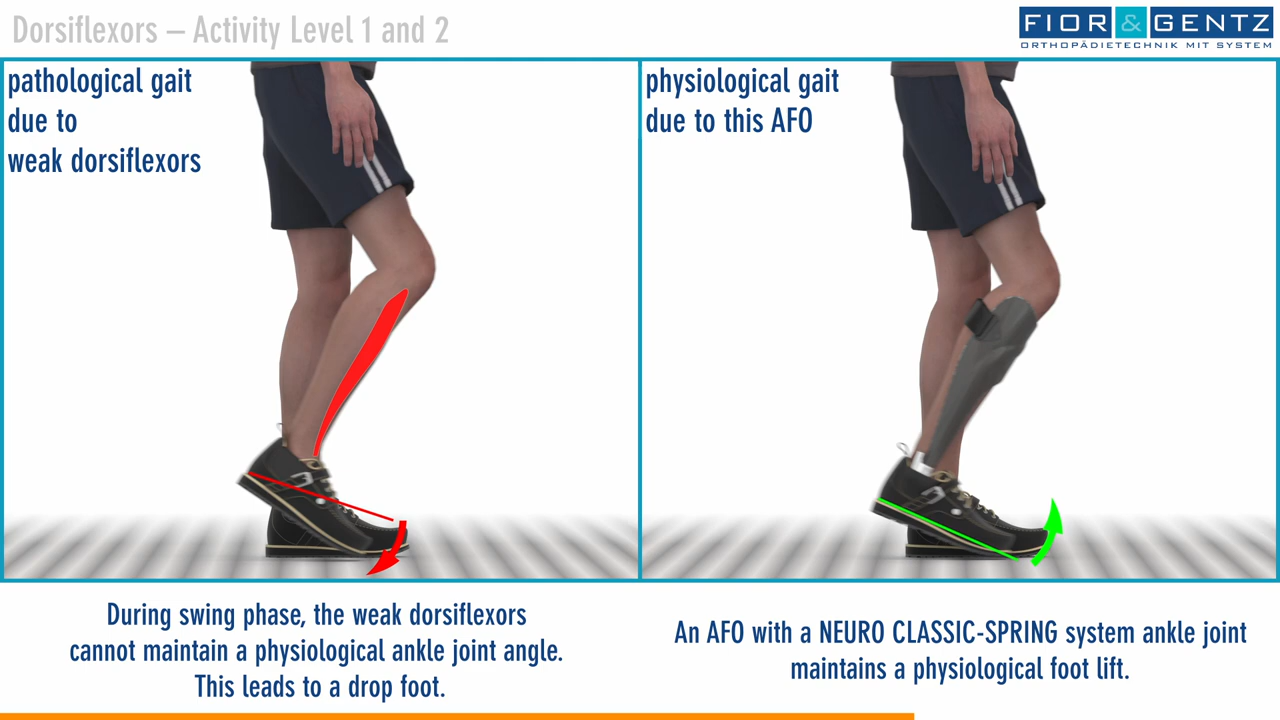 Dorsiflexors – Activity Level 1 and 2
FIOR & GENTZ
ORTHOPÄDIETECHNIK MIT SYSTEM
pathological gait
due to
weak dorsiflexors
physiological gait
due to this AFO
During swing phase, the weak dorsiflexors
cannot maintain a physiological ankle joint angle.
This leads to a drop foot.
An AFO with a NEURO CLASSIC-SPRING system ankle joint
maintains a physiological foot lift.